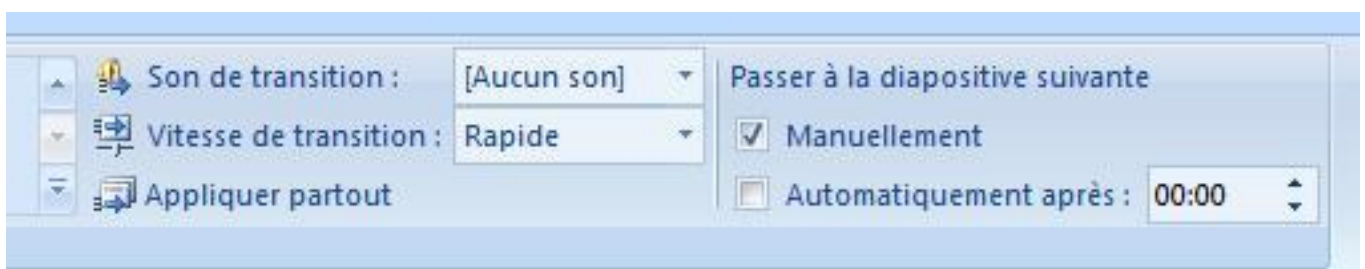 Son de transition : [Aucun son]
Vitesse de transition : Rapide
Appliquer partout
Passer à la diapositive suivante
Manuellement
Automatiquement après : 00:00